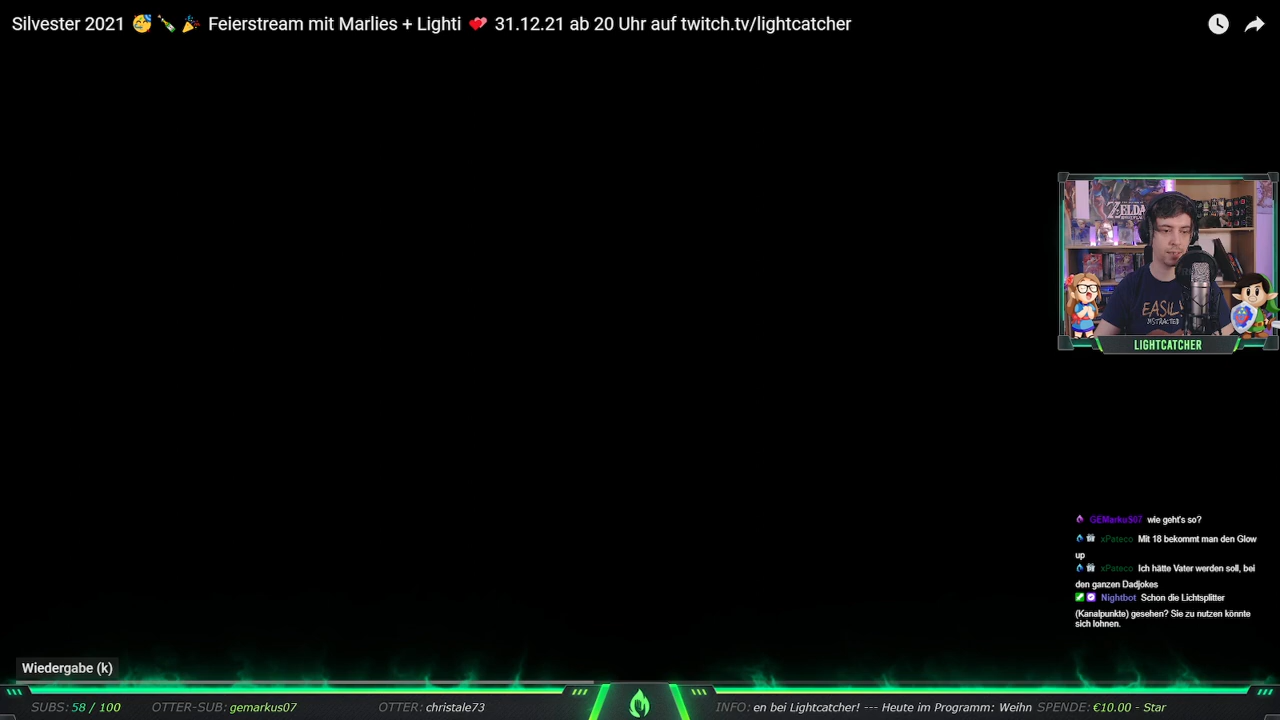 Silvester 2021 🥳 🍾 🎉 Feierstream mit Marlies + Lighti 💕 31.12.21 ab 20 Uhr auf twitch.tv/lightcatcher
ZELDA
EASILY
DISTRACTED
LIGHTCATCHER
GEMarkus07 wie geht's so?
xPateco Mit 18 bekommt man den Glow
up
xPateco Ich hätte Vater werden soll, bei
den ganzen Dadjokes
Nightbot Schon die Lichtsplitter
(Kanalpunkte) gesehen? Sie zu nutzen könnte
sich lohnen.
Wiedergabe (k)
SUBS: 58 / 100 OTTER-SUB: gemarkus07 OTTER: christale73 INFO: en bei Lightcatcher! --- Heute im Programm: Weihn SPENDE: €10.00 - Star